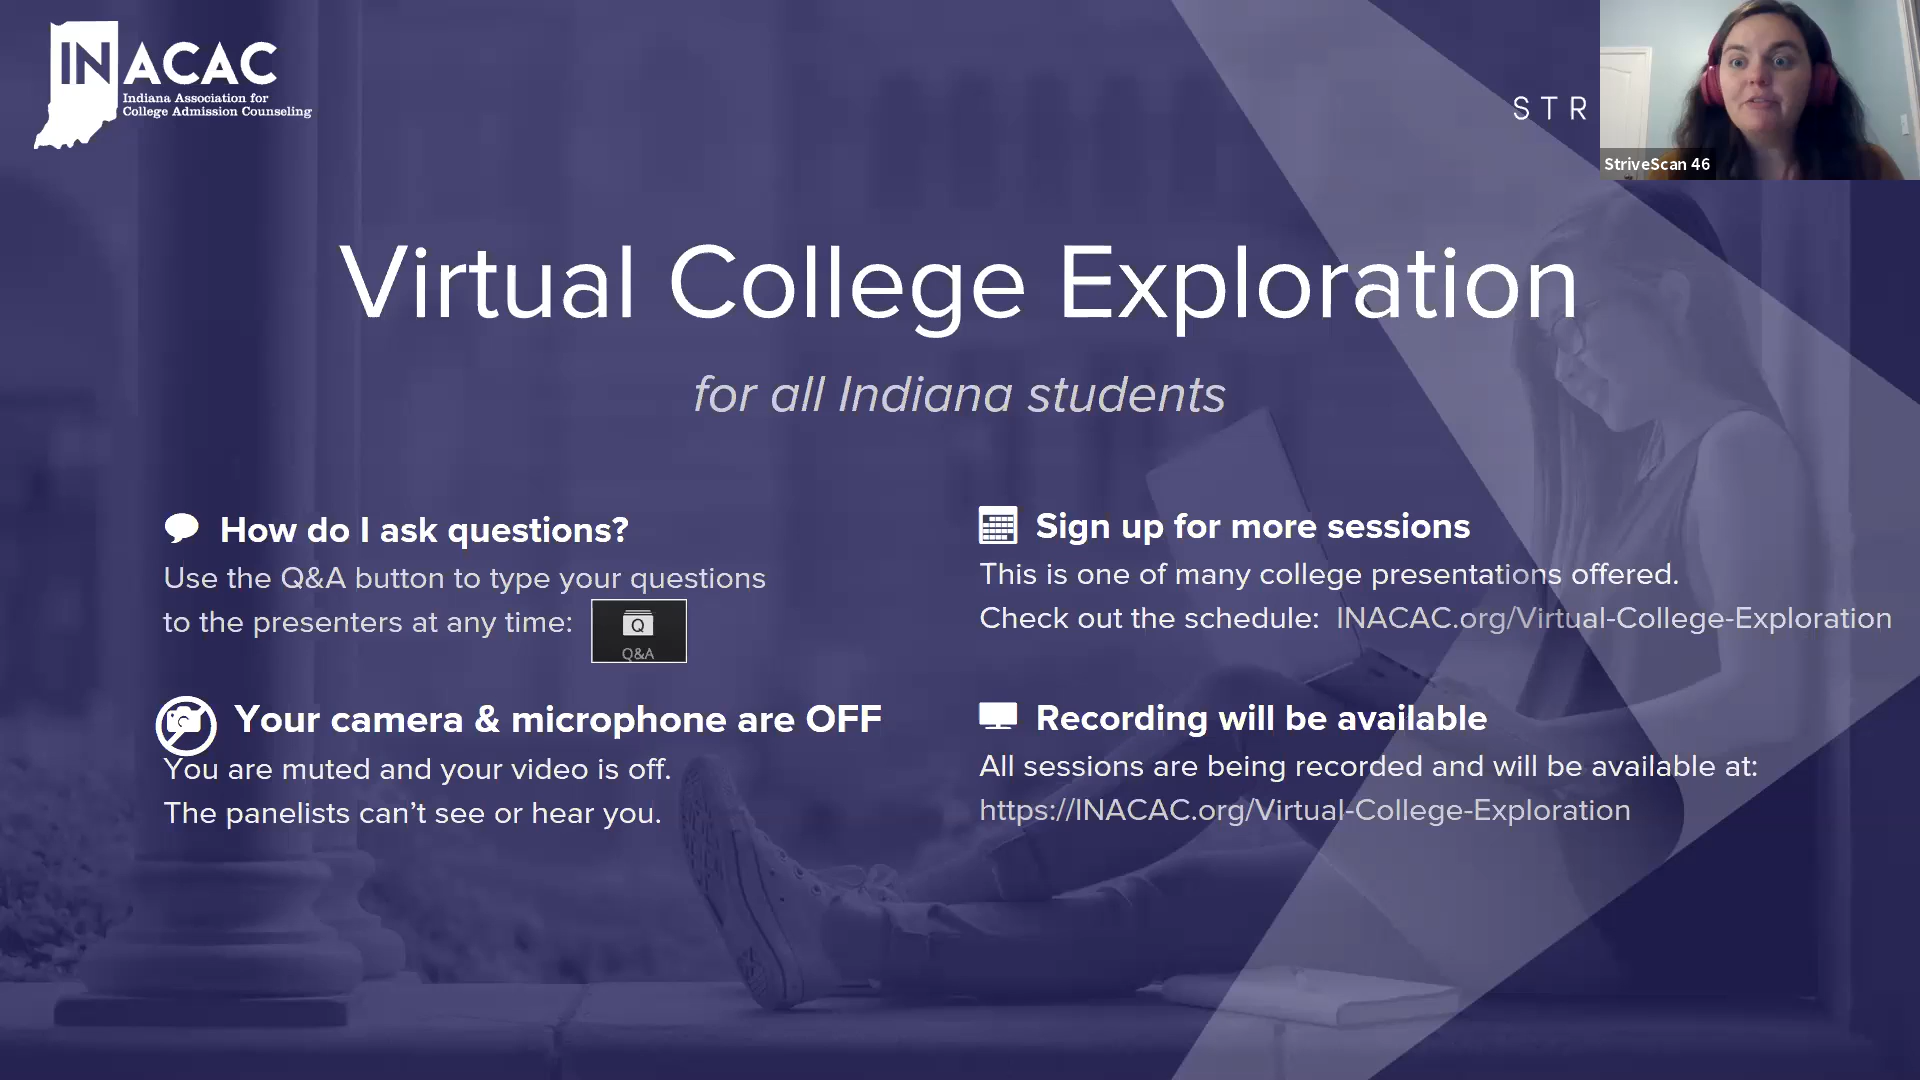 INACAC
Indiana Association for
College Admission Counseling
STR
StriveScan 46
Virtual College Exploration
for all Indiana students
How do I ask questions?
Use the Q&A button to type your questions
to the presenters at any time:
Q
Q&A
Your camera & microphone are OFF
You are muted and your video is off.
The panelists can’t see or hear you.
Sign up for more sessions
This is one of many college presentations offered.
Check out the schedule: INACAC.org/Virtual-College-Exploration
Recording will be available
All sessions are being recorded and will be available at:
https://INACAC.org/Virtual-College-Exploration